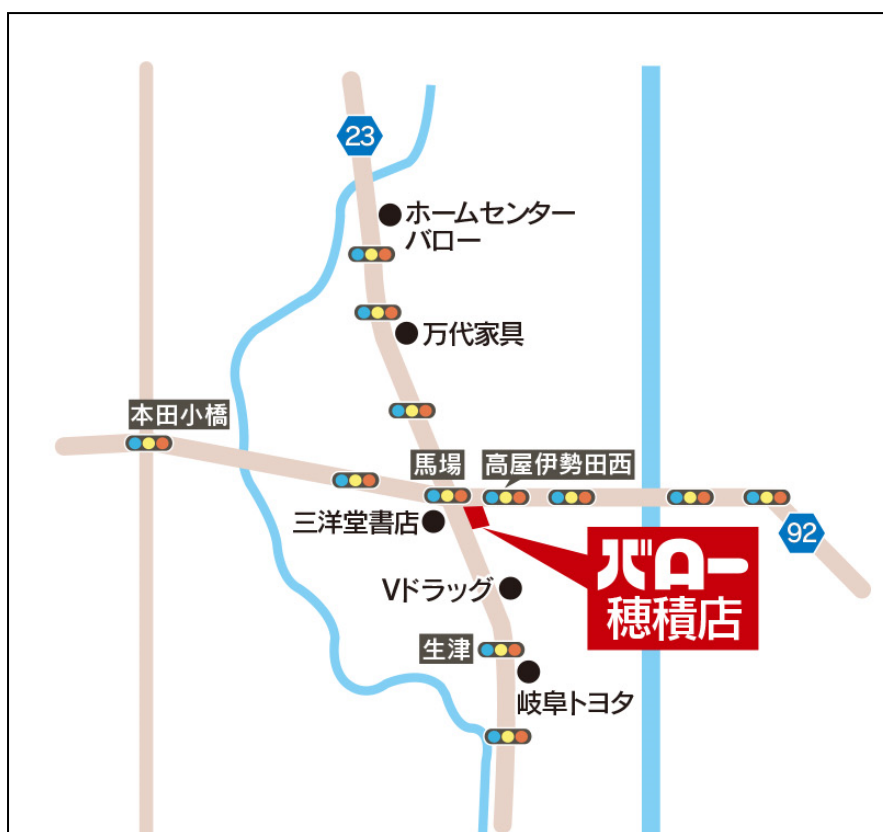 23
ホームセンター
バロー
万代家具
本田小橋
馬場
高屋伊勢田西
三洋堂書店
92
バロー
穂積店
Vドラッグ
生津
岐阜トヨタ